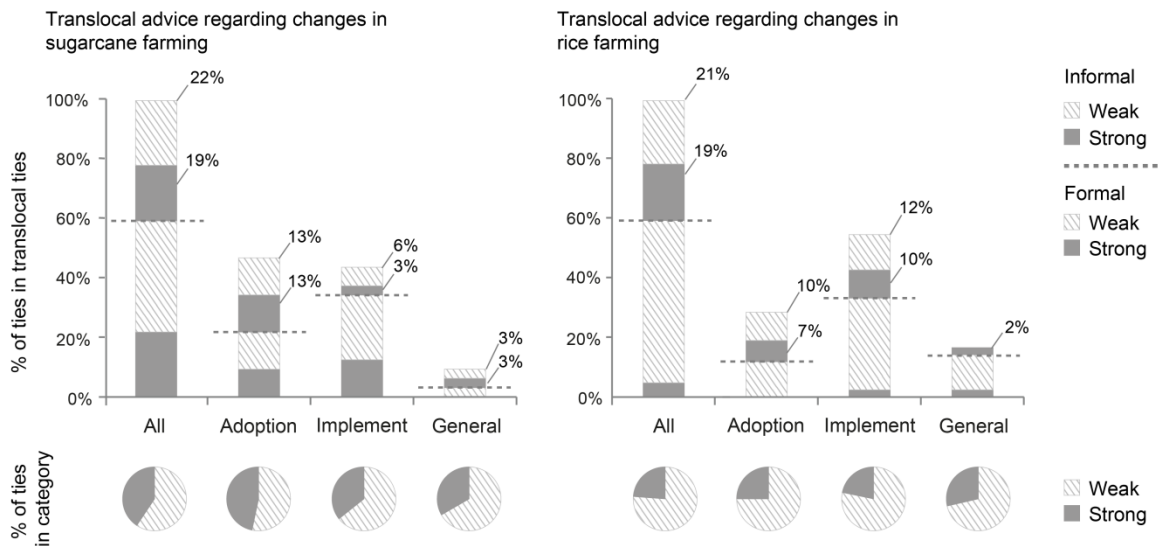 Translocal advice regarding changes in
sugarcane farming
% of ties in translocal ties
100%
80%
60%
40%
20%
0%
22%
19%
13%
13%
6%
3%
3%
3%
All
Adoption
Implement
General
% of ties
in category
Translocal advice regarding changes in
rice farming
100%
80%
60%
40%
20%
0%
21%
19%
10%
7%
12%
10%
2%
All
Adoption
Implement
General
Informal
Weak
Strong
Formal
Weak
Strong
Weak
Strong